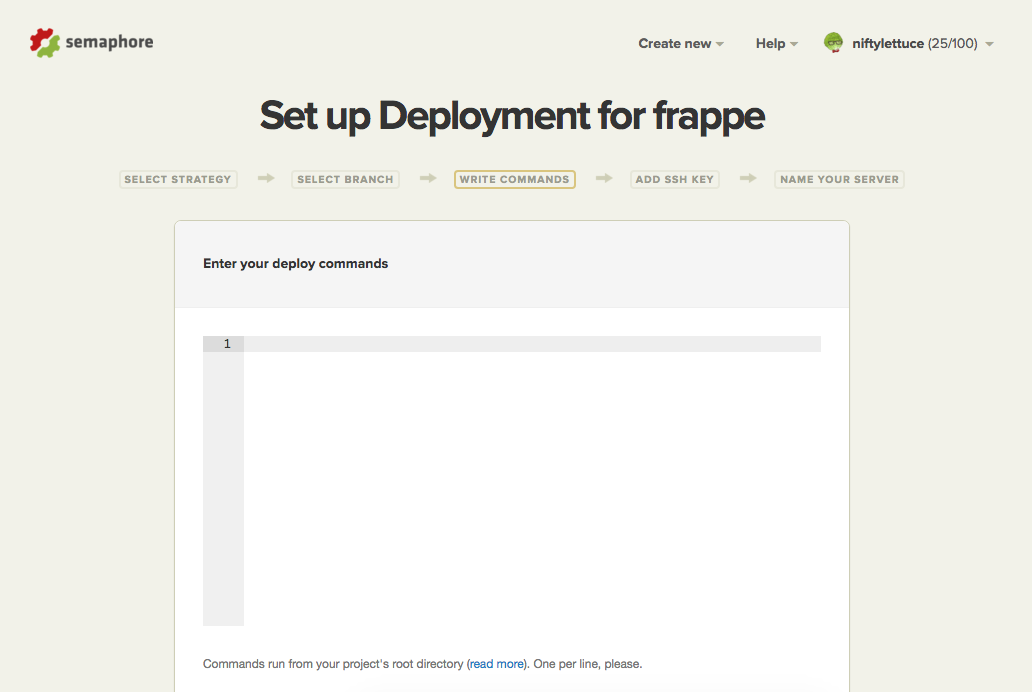 semaphore
Create new Help niftylettuce (25/100)
Set up Deployment for frappe
SELECT STRATEGY SELECT BRANCH WRITE COMMANDS ADD SSH KEY NAME YOUR SERVER
Enter your deploy commands
1
Commands run from your project's root directory (read more). One per line, please.